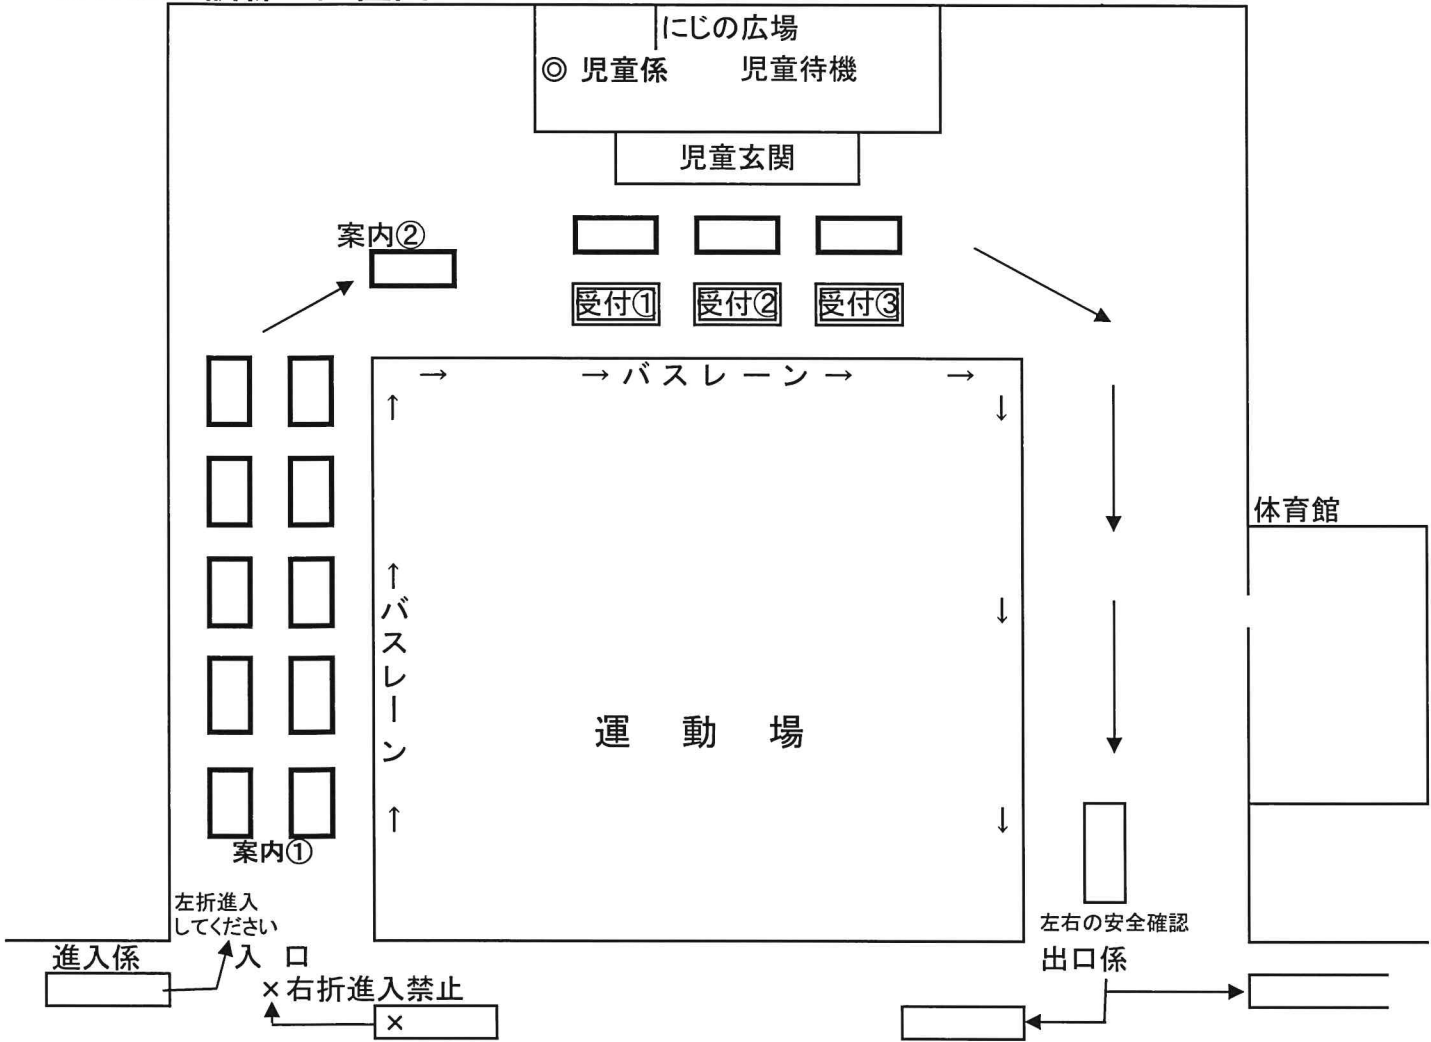 にじの広場
◎ 児童係 児童待機
児童玄関
案内②
受付① 受付② 受付③
→ → バスレーン → →
↑ ↓
↑バスレーン ↓
運 動 場
↑ ↓
案内①
左折進入
してください
左右の安全確認
進入係
入 口
出口係
×右折進入禁止
×
体育館